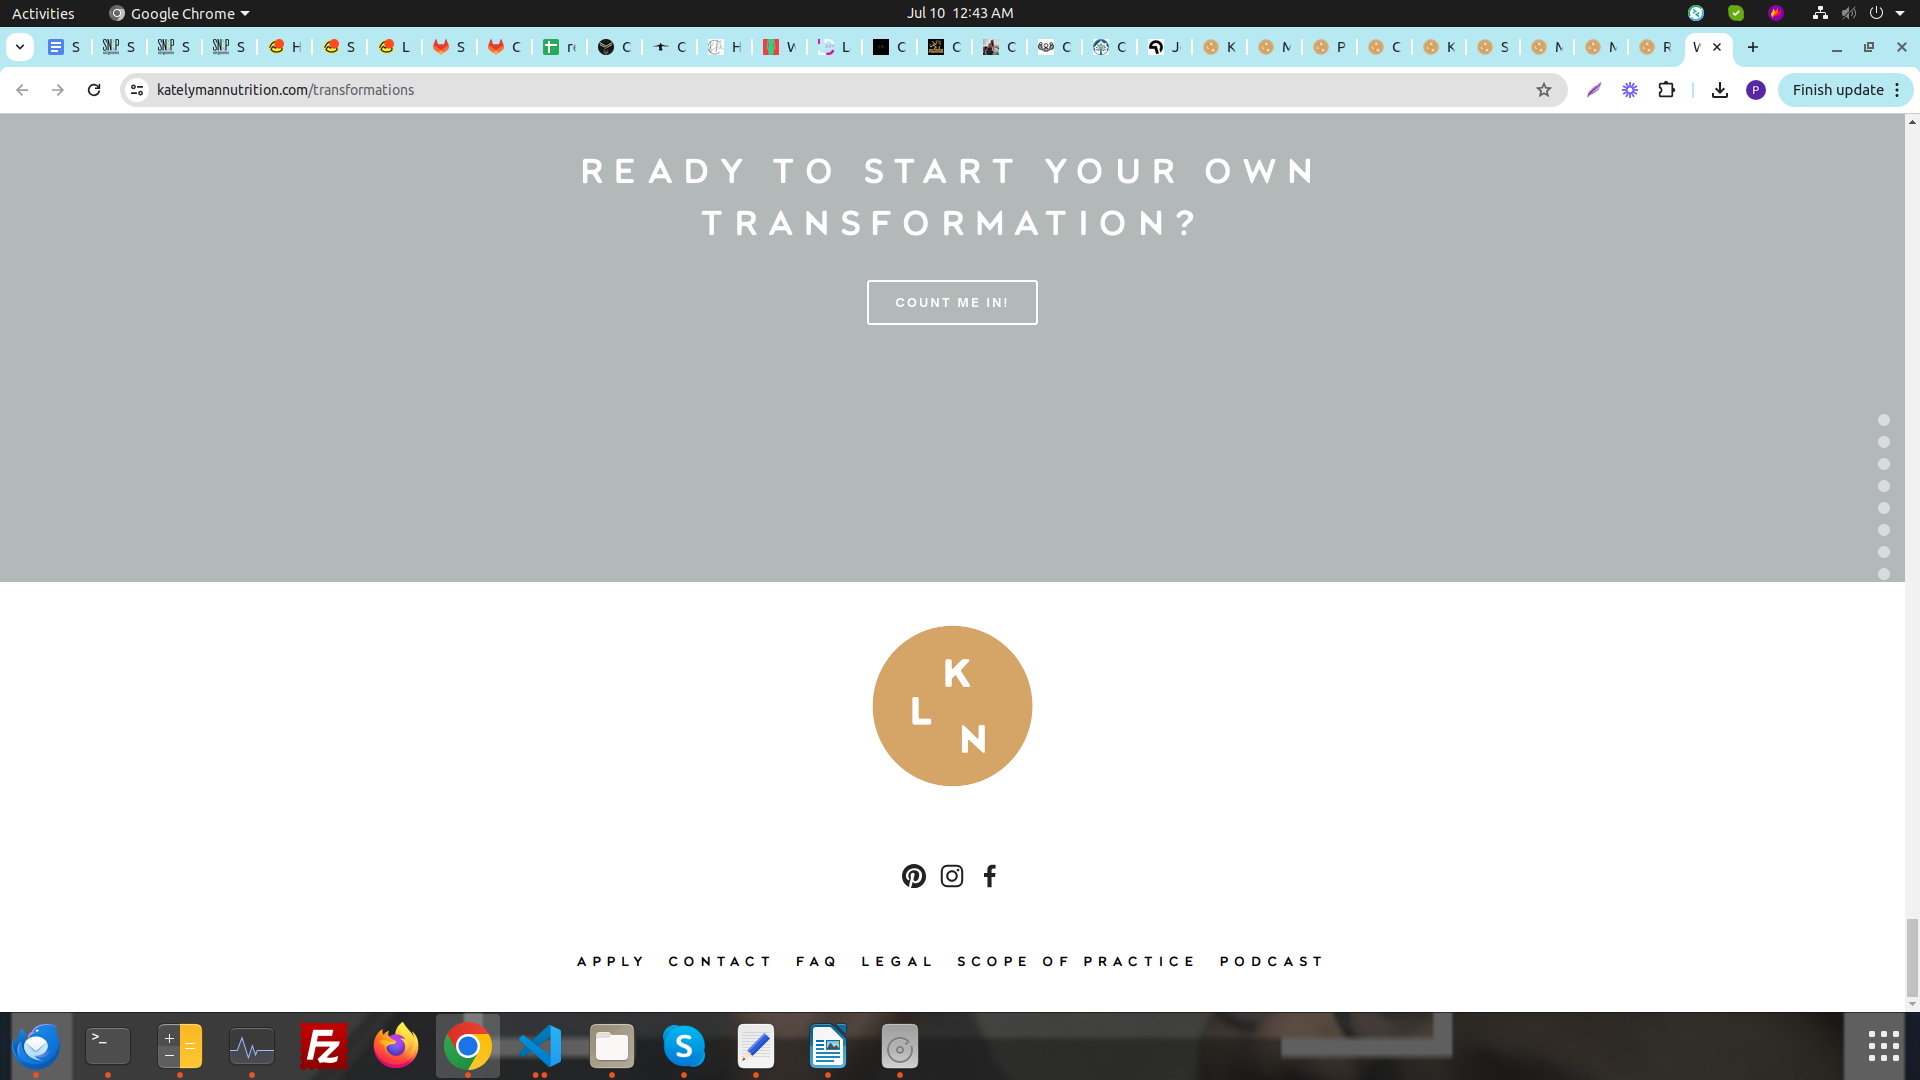 Activities
Google Chrome
Jul 10 12:43 AM
S
S
S
S
H
S
L
S
C
C
C
H
L
C
C
C
C
C
J
K
P
C
K
S
katelymannutrition.com/transformations
P
Finish update
READY TO START YOUR OWN
TRANSFORMATION?
COUNT ME IN!
K
L
N
APPLY CONTACT FAQ LEGAL SCOPE OF PRACTICE PODCAST